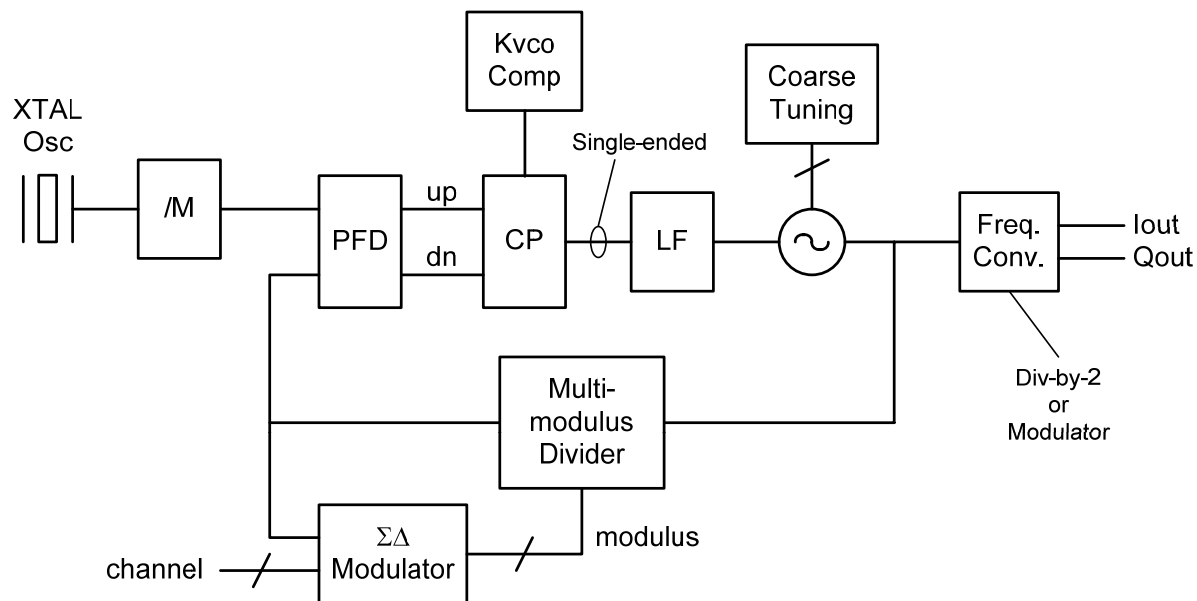 Kvco
Comp
Coarse
Tuning
XTAL
Osc
Single-ended
/M
PFD
up
dn
CP
LF
Freq.
Conv.
Iout
Qout
Multi-
modulus
Divider
Div-by-2
or
Modulator
ΣΔ
Modulator
modulus
channel